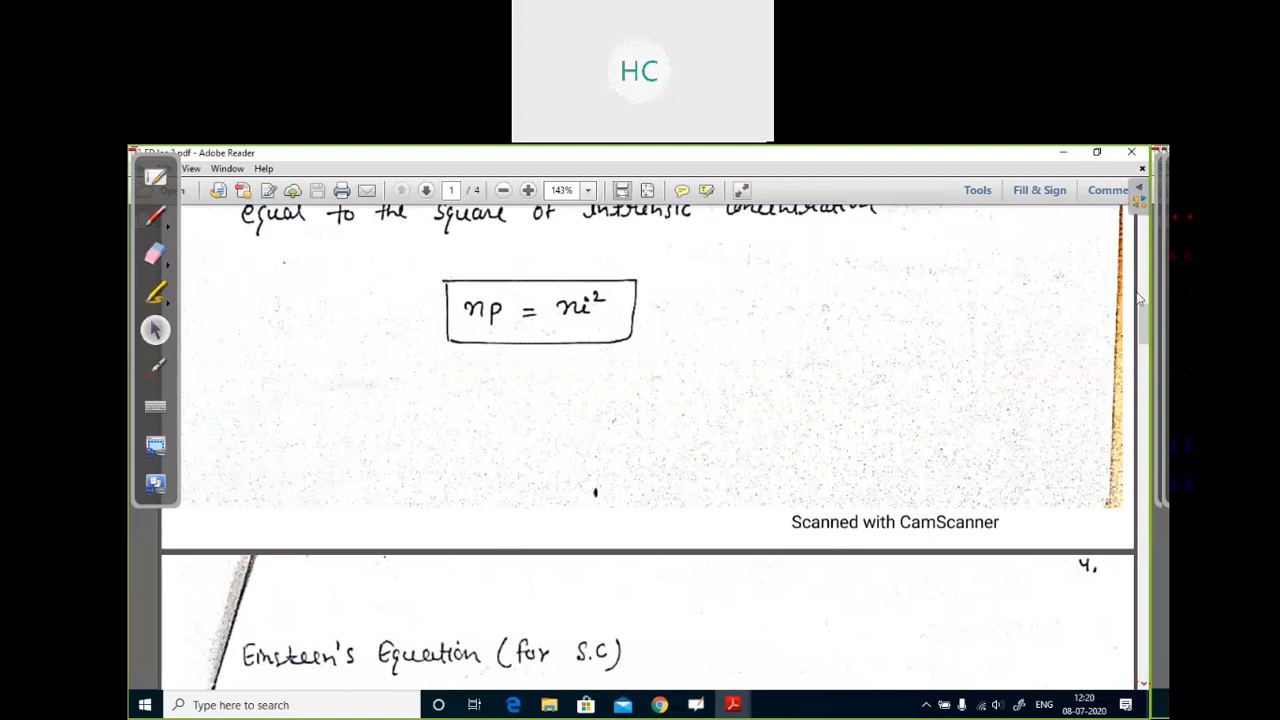 HC
.pdf - Adobe Reader
View Window Help
1 / 4 143% Tools Fill & Sign Comme
equal to the square of intrinsic concentration
np = ni²
Scanned with CamScanner
4.
Einsteen's Equation (for S.C)
Type here to search
ENG
12:20
08-07-2020